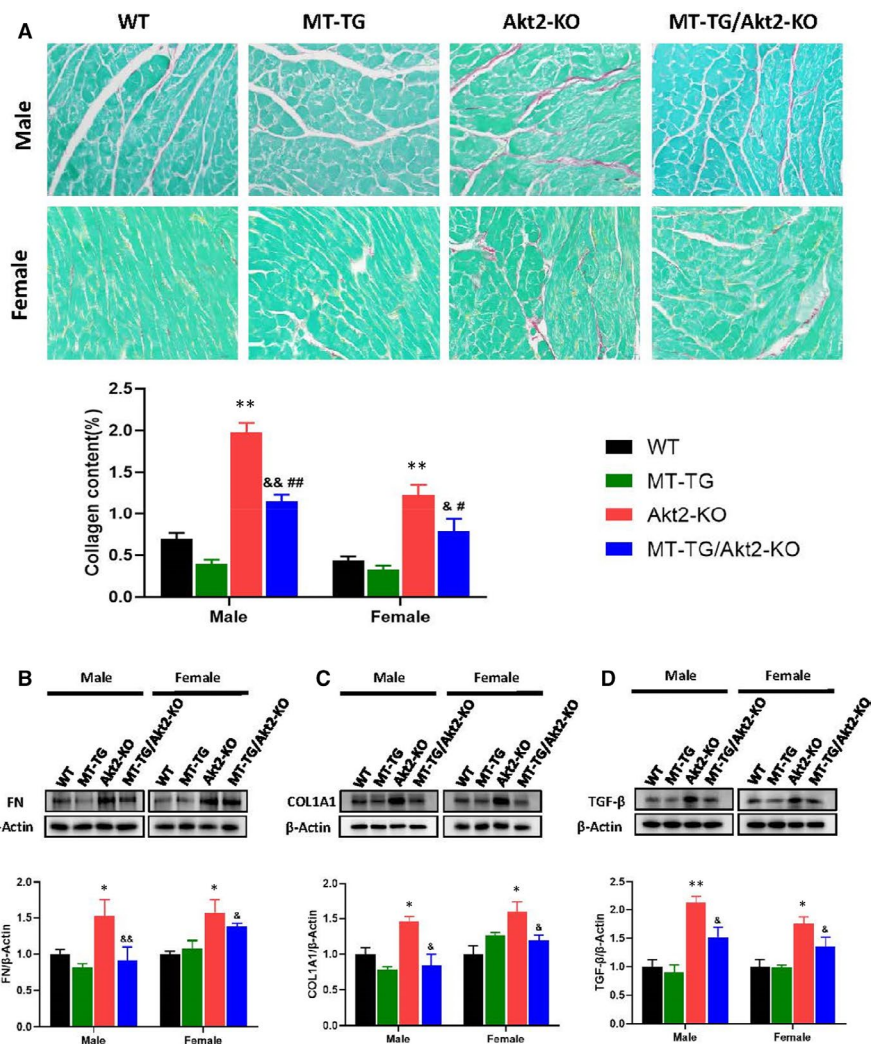 A
WT MT-TG Akt2-KO MT-TG/Akt2-KO
Male
Female
Collagen content(%)
2.5
2.0
1.5
1.0
0.5
0.0
**
&& ##
**
& #
Male Female
WT
MT-TG
Akt2-KO
MT-TG/Akt2-KO
B
Male Female
WT MT-TG Akt2-KO MT-TG/Akt2-KO WT MT-TG Akt2-KO MT-TG/Akt2-KO
FN
-Actin
FN/β-Actin
2.0
1.5
1.0
0.5
0.0
*
&&
*
&
Male Female
C
Male Female
WT MT-TG Akt2-KO MT-TG/Akt2-KO WT MT-TG Akt2-KO MT-TG/Akt2-KO
COL1A1
β-Actin
COL1A1/β-Actin
2.0
1.5
1.0
0.5
0.0
*
&
*
&
Male Female
D
Male Female
WT MT-TG Akt2-KO MT-TG/Akt2-KO WT MT-TG Akt2-KO MT-TG/Akt2-KO
TGF-β
β-Actin
TGF-β/β-Actin
2.5
2.0
1.5
1.0
0.5
0.0
**
&
*
&
Male Female